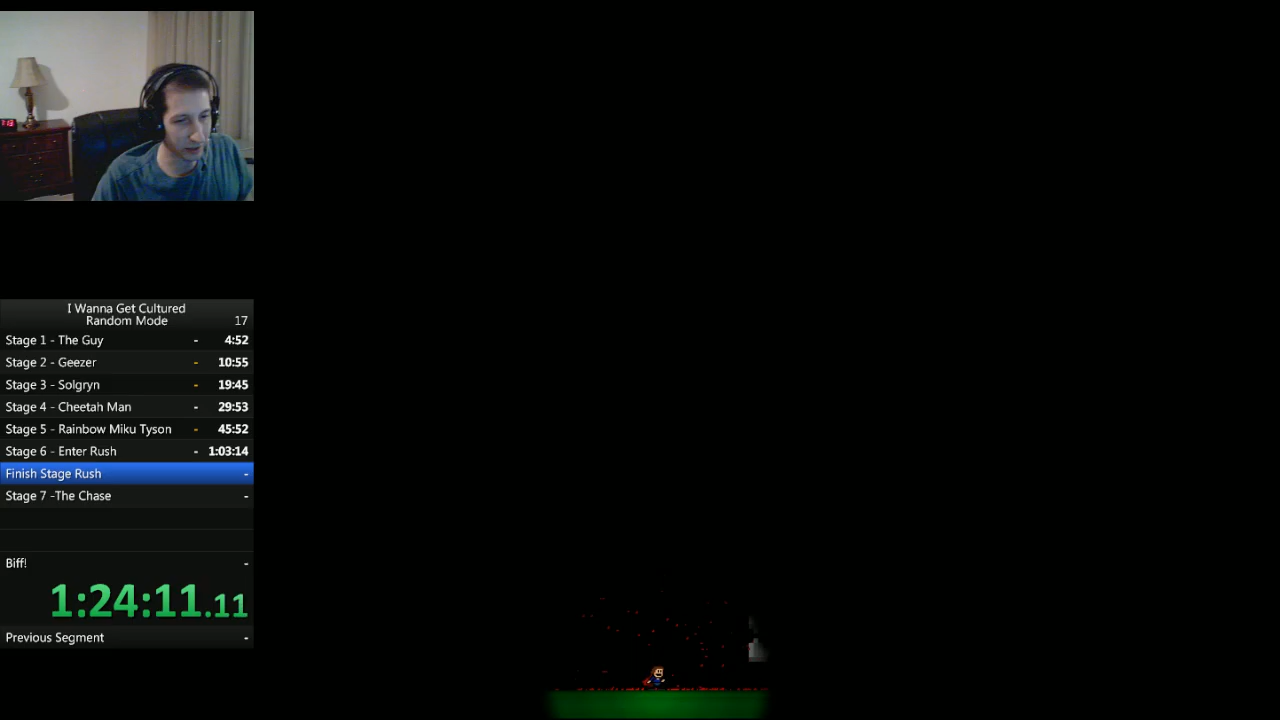 I Wanna Get Cultured
Random Mode 17
Stage 1 - The Guy - 4:52
Stage 2 - Geezer - 10:55
Stage 3 - Solgryn - 19:45
Stage 4 - Cheetah Man - 29:53
Stage 5 - Rainbow Miku Tyson - 45:52
Stage 6 - Enter Rush - 1:03:14
Finish Stage Rush -
Stage 7 -The Chase -
Biff! -
1:24:11.11
Previous Segment -